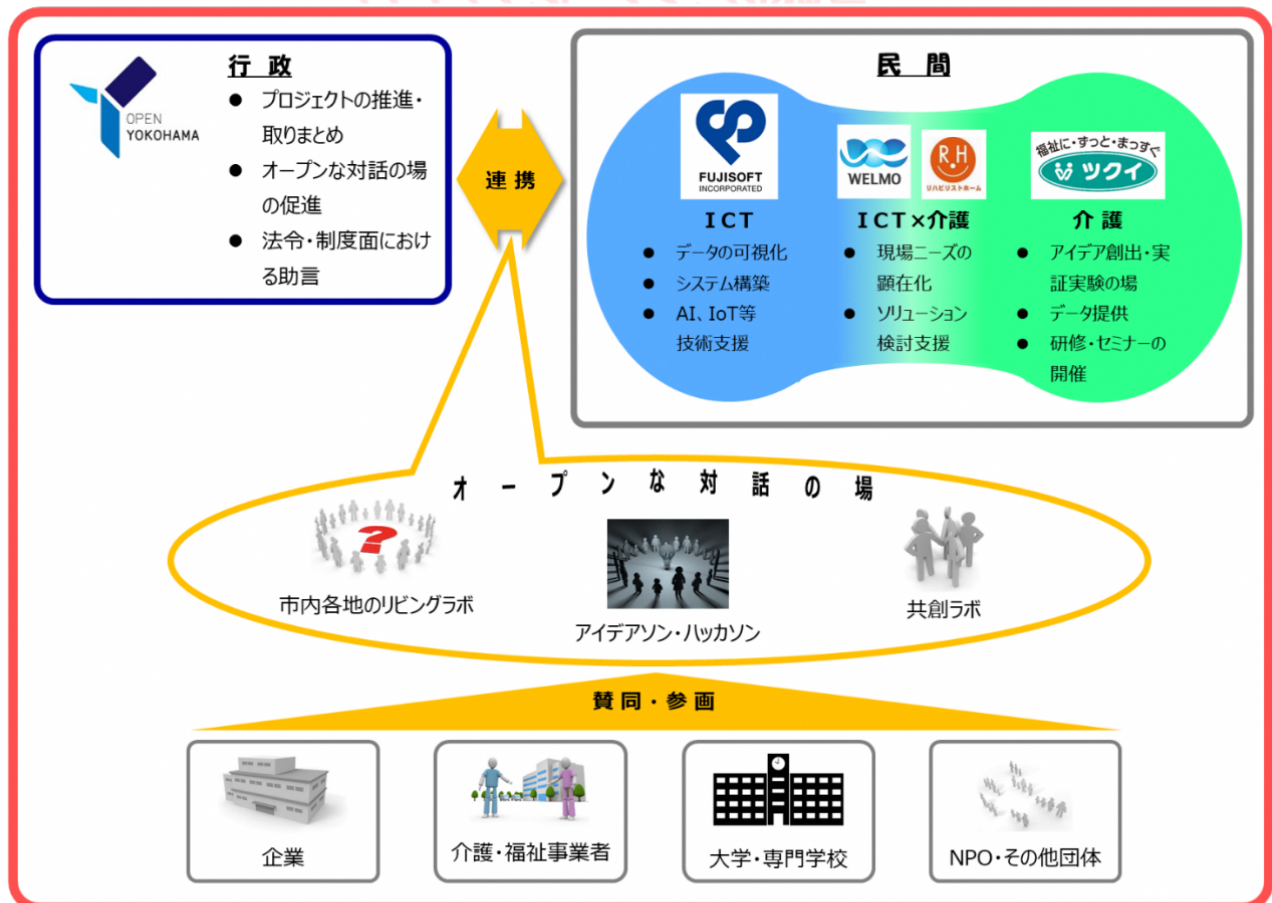 行 政
● プロジェクトの推進・
取りまとめ
● オープンな対話の場
の促進
● 法令・制度面におけ
る助言
OPEN
YOKOHAMA
連 携
民 間
FUJISOFT
INCORPORATED
ICT
● データの可視化
● システム構築
● AI、IoT等
技術支援
WELMO
R.H
リハビリストホーム
ICT×介護
● 現場ニーズの
顕在化
● ソリューション
検討支援
福祉に・ずっと・まっすぐ
ツクイ
介 護
● アイデア創出・実
証実験の場
● データ提供
● 研修・セミナーの
開催
オープンな対話の場
?
市内各地のリビングラボ
アイデアソン・ハッカソン
共創ラボ
賛同・参画
企業
介護・福祉事業者
大学・専門学校
NPO・その他団体